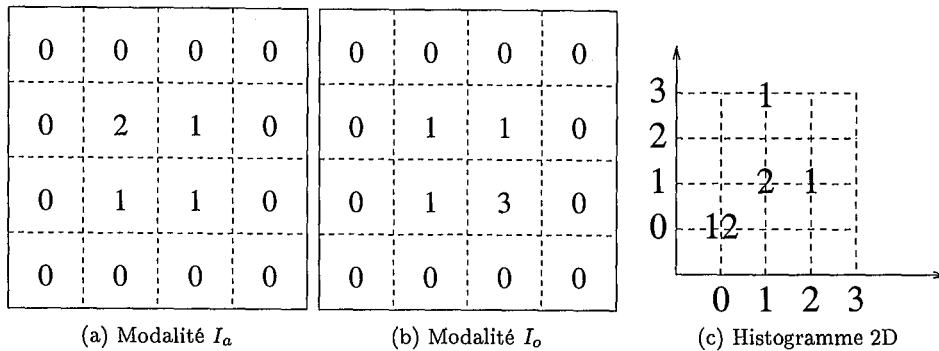 0 0 0 0
0 2 1 0
0 1 1 0
0 0 0 0
(a) Modalité I_a
0 0 0 0
0 1 1 0
0 1 3 0
0 0 0 0
(b) Modalité I_o
3 1
2
1 2 1
0 12
0 1 2 3
(c) Histogramme 2D